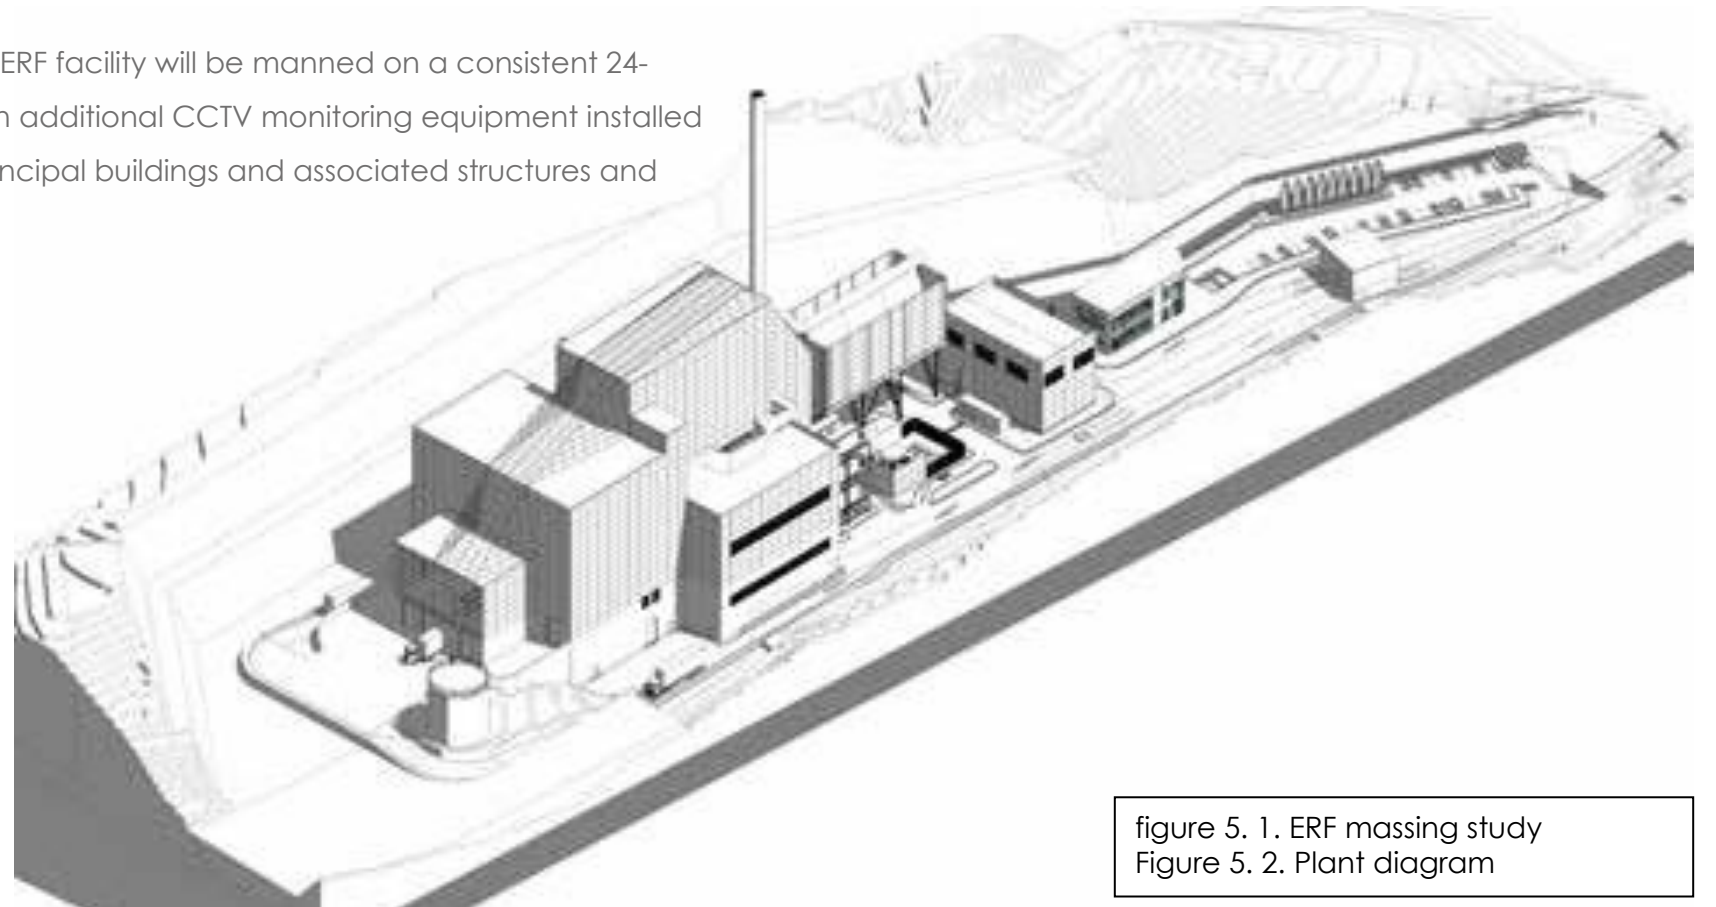 ERF facility will be manned on a consistent 24-
additional CCTV monitoring equipment installed
ncipal buildings and associated structures and
figure 5. 1. ERF massing study
Figure 5. 2. Plant diagram